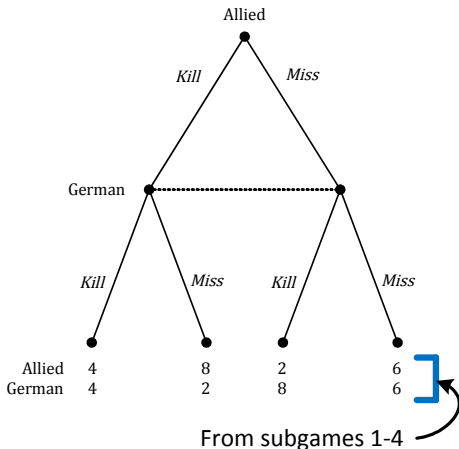 Allied
Kill Miss
German
Kill Miss Kill Miss
Allied 4 8 2 6
German 4 2 8 6
From subgames 1-4